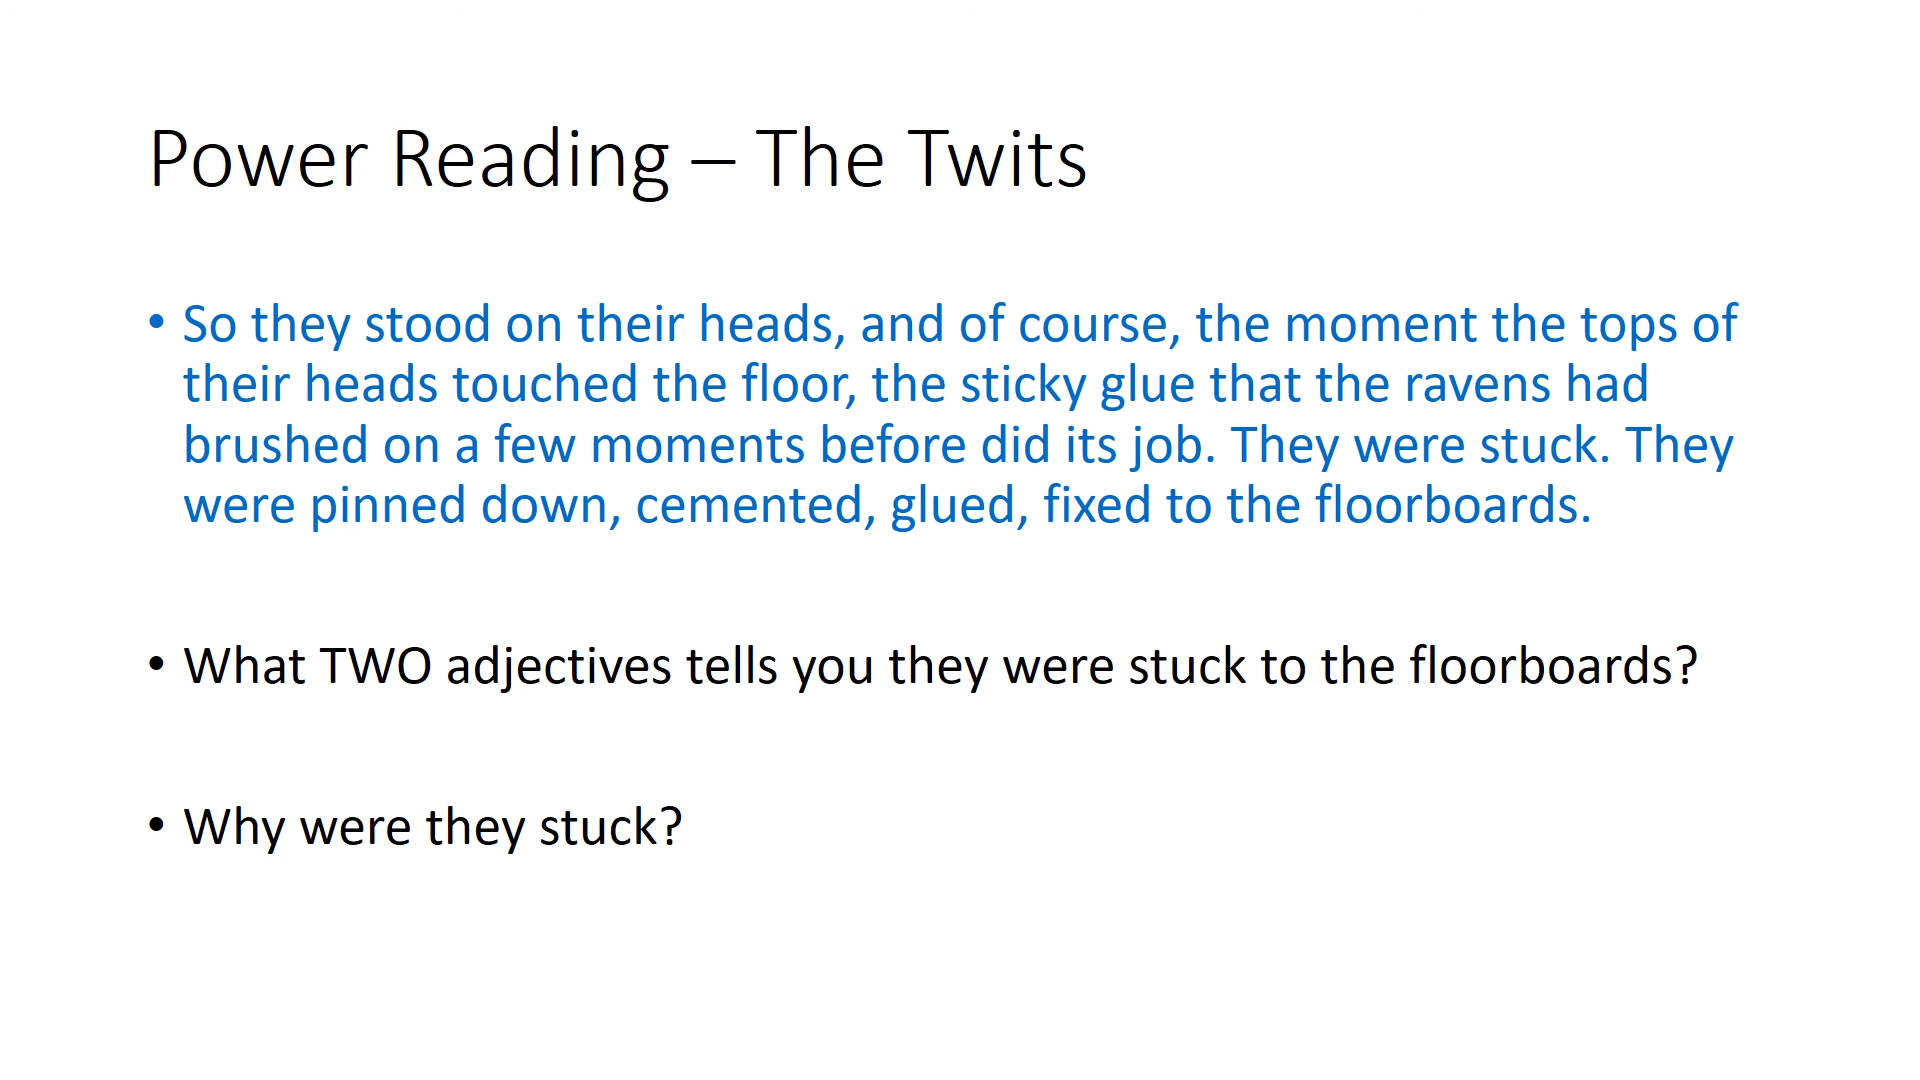 Power Reading – The Twits
• So they stood on their heads, and of course, the moment the tops of
their heads touched the floor, the sticky glue that the ravens had
brushed on a few moments before did its job. They were stuck. They
were pinned down, cemented, glued, fixed to the floorboards.
• What TWO adjectives tells you they were stuck to the floorboards?
• Why were they stuck?